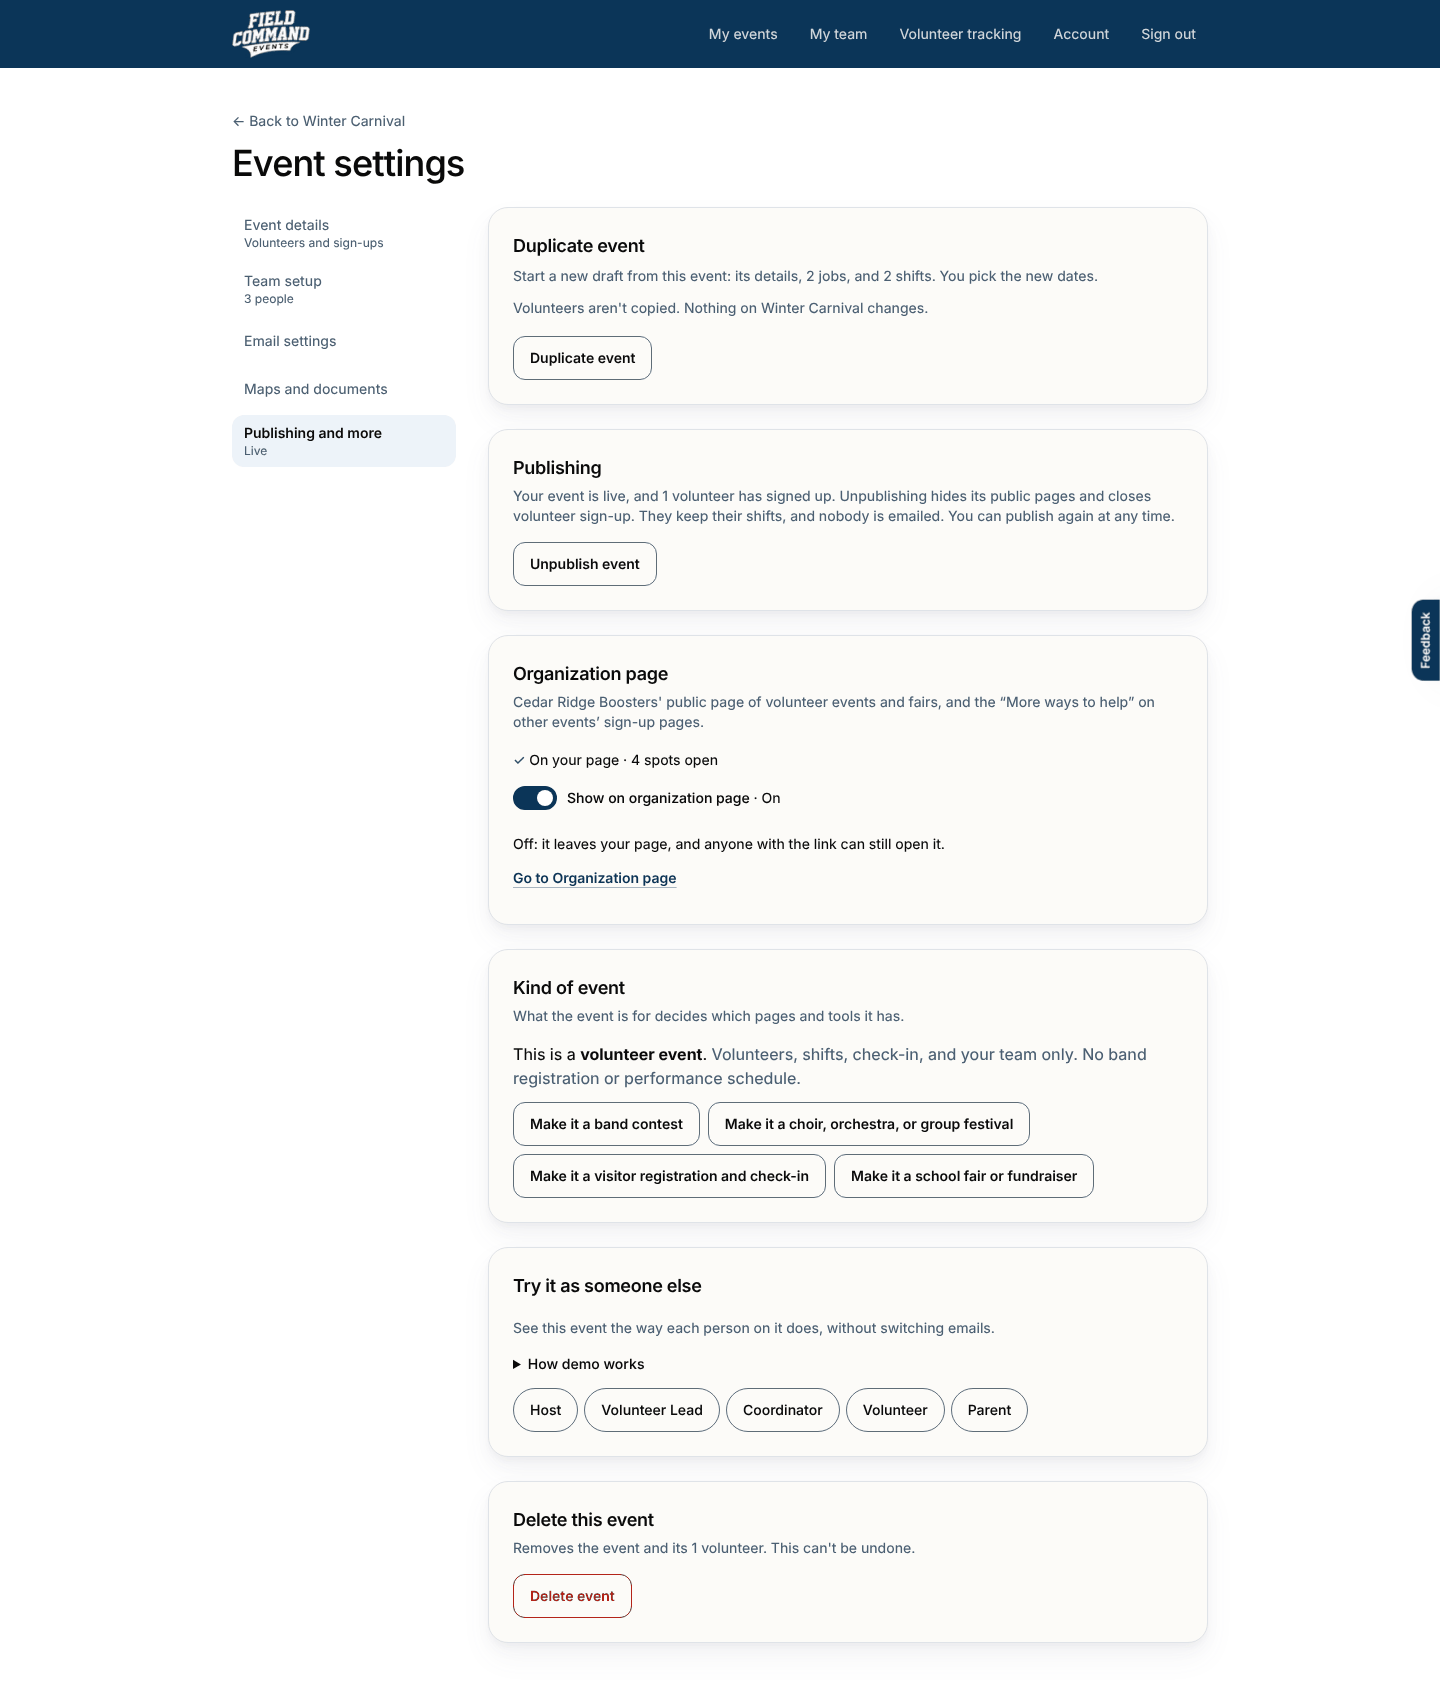 FIELD
COMMAND
EVENTS
My events
My team
Volunteer tracking
Account
Sign out
← Back to Winter Carnival
Event settings
Event details
Volunteers and sign-ups
Team setup
3 people
Email settings
Maps and documents
Publishing and more
Live
Duplicate event
Start a new draft from this event: its details, 2 jobs, and 2 shifts. You pick the new dates.
Volunteers aren't copied. Nothing on Winter Carnival changes.
Duplicate event
Publishing
Your event is live, and 1 volunteer has signed up. Unpublishing hides its public pages and closes
volunteer sign-up. They keep their shifts, and nobody is emailed. You can publish again at any time.
Unpublish event
Feedback
Organization page
Cedar Ridge Boosters' public page of volunteer events and fairs, and the “More ways to help” on
other events’ sign-up pages.
✓ On your page · 4 spots open
Show on organization page · On
Off: it leaves your page, and anyone with the link can still open it.
Go to Organization page
Kind of event
What the event is for decides which pages and tools it has.
This is a volunteer event. Volunteers, shifts, check-in, and your team only. No band
registration or performance schedule.
Make it a band contest
Make it a choir, orchestra, or group festival
Make it a visitor registration and check-in
Make it a school fair or fundraiser
Try it as someone else
See this event the way each person on it does, without switching emails.
▶ How demo works
Host
Volunteer Lead
Coordinator
Volunteer
Parent
Delete this event
Removes the event and its 1 volunteer. This can't be undone.
Delete event